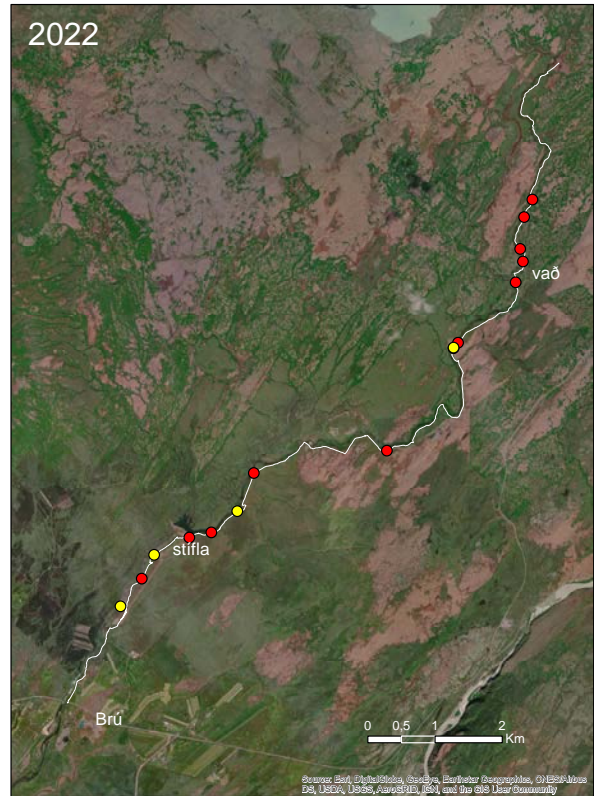 2022
vað
stífla
Brú
0 0,5 1 2
Km
Source: Esri, DigitalGlobe, GeoEye, Earthstar Geographics, CNES/Airbus
DS, USDA, USGS, AeroGRID, IGN, and the GIS User Community